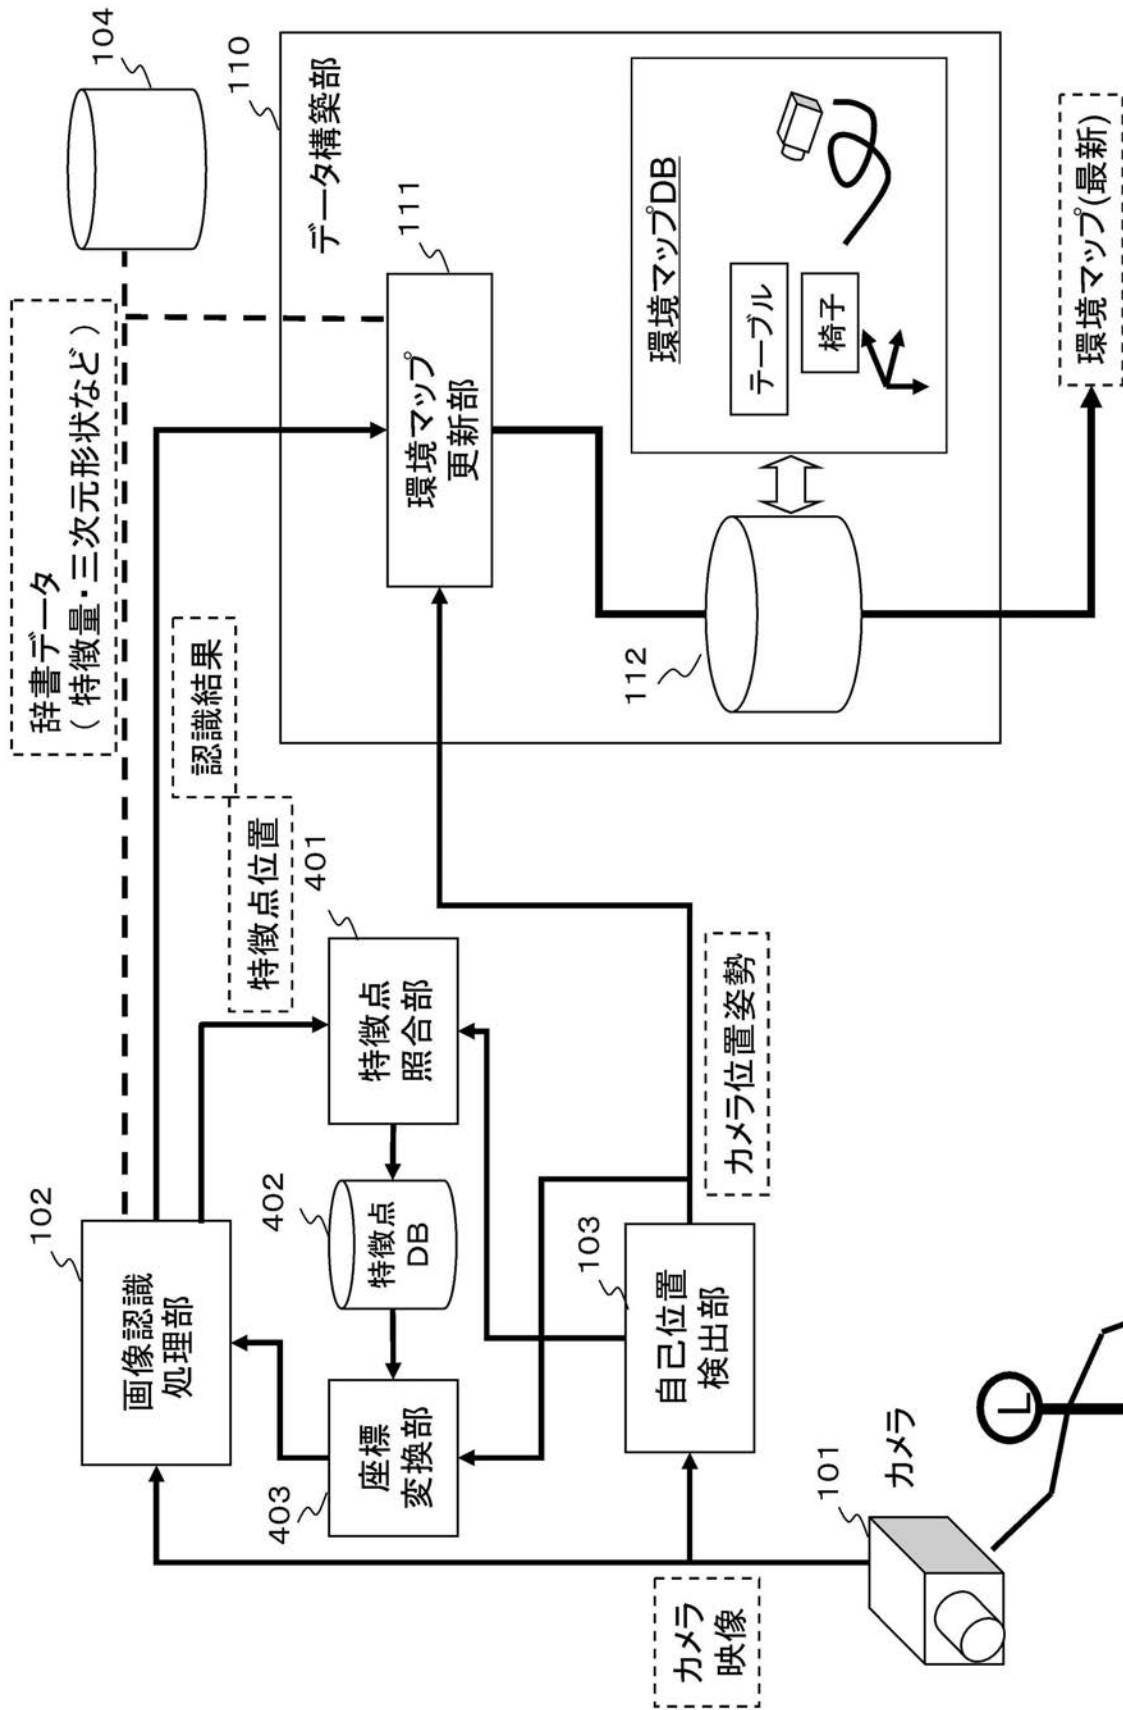 辞書データ
（ 特徴量・三次元形状など ）
104
102
画像認識
処理部
認識結果
特徴点位置
110
データ構築部
401
特徴点
照合部
402
特徴点
DB
403
座標
変換部
111
環境マップ
更新部
103
自己位置
検出部
カメラ位置姿勢
112
環境マップDB
テーブル
椅子
カメラ
映像
101
カメラ
環境マップ(最新)